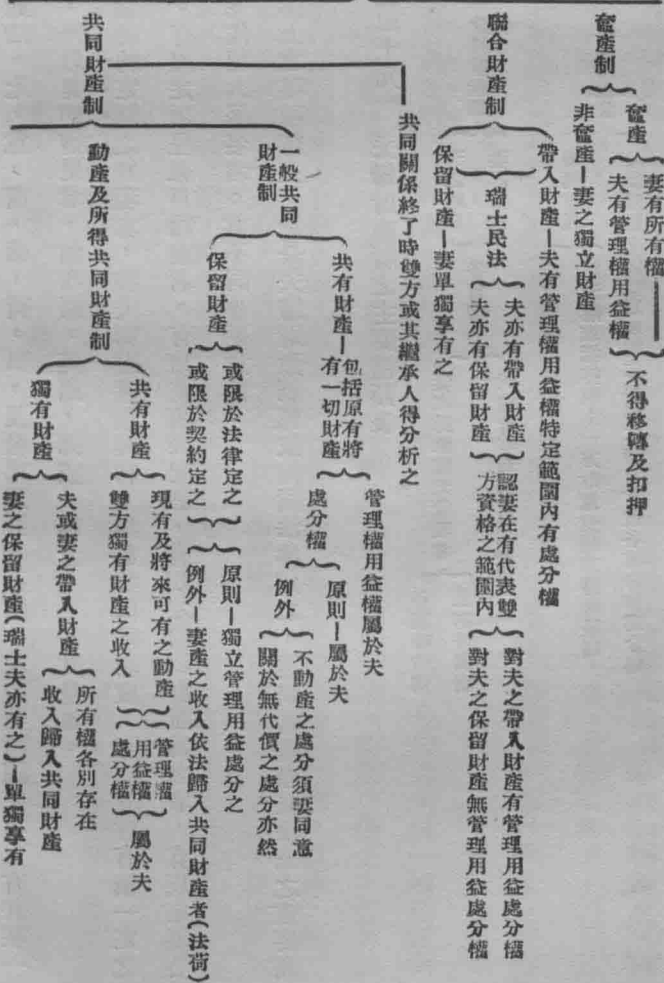 奩產制
奩產
妻有所有權
夫有管理權用益權
不得移轉及扣押
非奩產—妻之獨立財產
聯合財產制
帶入財產—夫有管理權用益權特定範圍內有處分權
瑞士民法
夫亦有帶入財產
夫亦有保留財產
認妻在有代表雙
方資格之範圍內
對夫之帶入財產有管理用益處分權
對夫之保留財產無管理用益處分權
保留財產—妻單獨享有之
共同財產制
共同關係終了時雙方或其繼承人得分析之
一般共同
財產制
共有財產—
包括原有將
有一切財產
管理權用益權屬於夫
處分權
原則—屬於夫
例外
不動產之處分須妻同意
關於無代價之處分亦然
保留財產
或限於法律定之
或限於契約定之
原則—獨立管理用益處分之
例外—妻產之收入依法歸入共同財產者(法荷)
動產及所得共同財產制
共有財產
現有及將來可有之動產
雙方獨有財產之收入
管理權
用益權
處分權
屬於夫
獨有財產
夫或妻之帶入財產
所有權各別存在
收入歸入共同財產
妻之保留財產(瑞士夫亦有之)—單獨享有